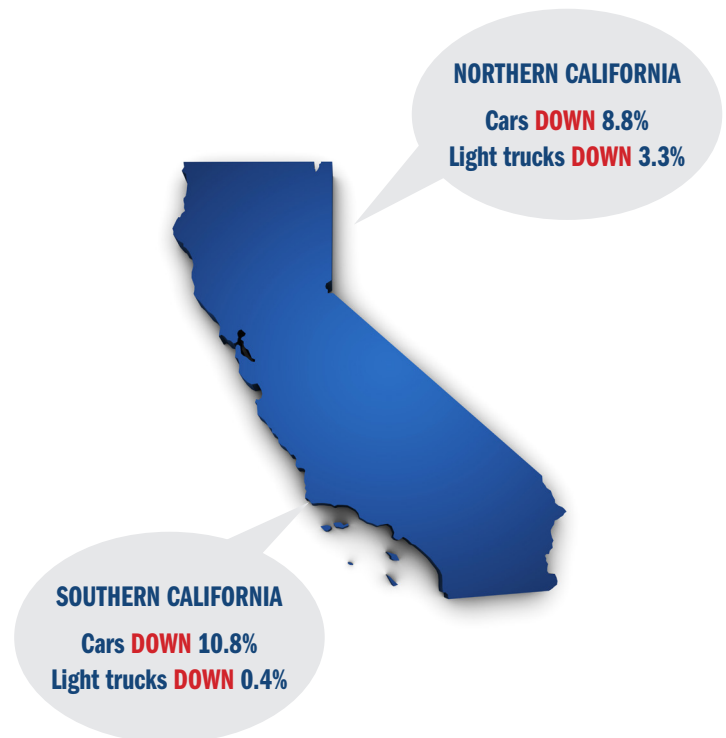 NORTHERN CALIFORNIA
Cars DOWN 8.8%
Light trucks DOWN 3.3%
SOUTHERN CALIFORNIA
Cars DOWN 10.8%
Light trucks DOWN 0.4%